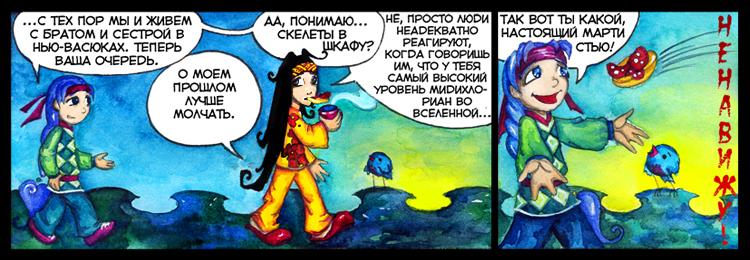 ...С ТЕХ ПОР МЫ И ЖИВЕМ
С БРАТОМ И СЕСТРОЙ В
НЬЮ-ВАСЮКАХ. ТЕПЕРЬ
ВАША ОЧЕРЕДЬ.
О МОЕМ
ПРОШЛОМ
ЛУЧШЕ
МОЛЧАТЬ.
АА, ПОНИМАЮ...
СКЕЛЕТЫ В
ШКАФУ?
НЕ, ПРОСТО ЛЮДИ
НЕАДЕКВАТНО
РЕАГИРУЮТ,
КОГДА ГОВОРИШЬ
ИМ, ЧТО У ТЕБЯ
САМЫЙ ВЫСОКИЙ
УРОВЕНЬ МИДИХЛО-
РИАН ВО
ВСЕЛЕННОЙ...
ТАК ВОТ ТЫ КАКОЙ,
НАСТОЯЩИЙ МАРТИ
СТЬЮ!
НЕНАВИЖУ!